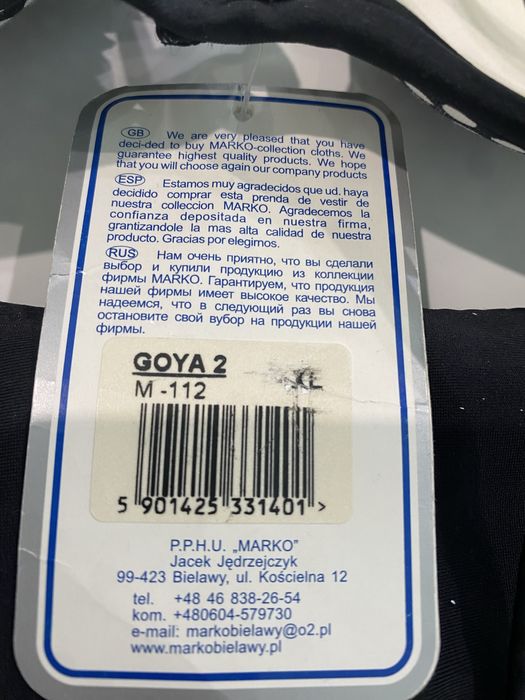 GB We are very pleased that you have
deci-ded to buy MARKO-collection cloths. We
guarantee highest quality products. We hope
that you will choose again our company products
ESP Estamos muy agradecidos que ud. haya
decidido comprar esta prenda de vestir de
nuestra colleccion MARKO. Agradecemos la
confianza depositada en nuestra firma,
grantizandole la mas alta calidad de nuestra
producto. Gracias por elegirnos.
RUS Нам очень приятно, что вы сделали
выбор и купили продукцию из коллекции
фирмы MARKO. Гарантируем, что продукция
нашей фирмы имеет высокое качество. Мы
надеемся, что в следующий раз вы снова
остановите свой вубор на продукции нашей
фирмы.
GOYA 2 XL
M -112
5 901425 331401 >
P.P.H.U. „MARKO”
Jacek Jędrzejczyk
99-423 Bielawy, ul. Kościelna 12
tel. +48 46 838-26-54
kom. +480604-579730
e-mail: markobielawy@o2.pl
www.markobielawy.pl